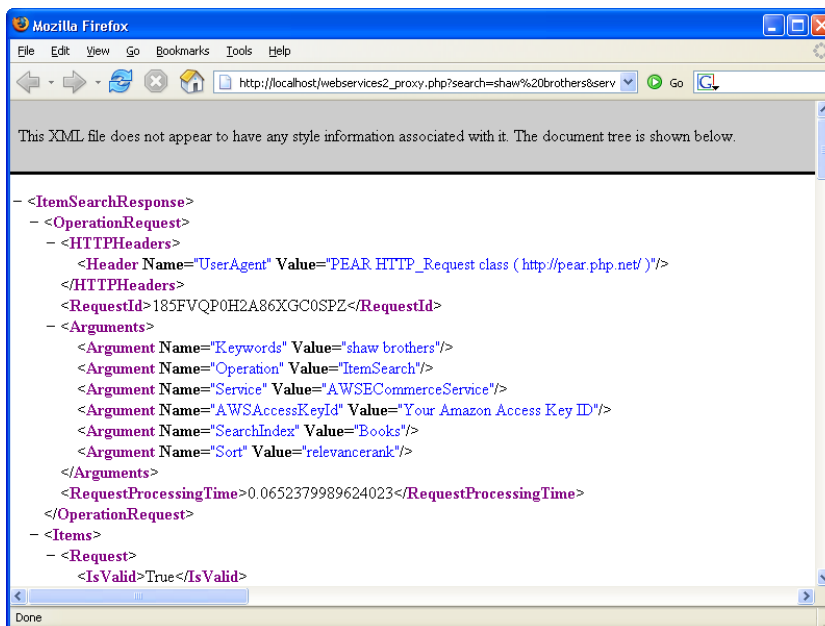 Mozilla Firefox
File Edit View Go Bookmarks Tools Help
http://localhost/webservices2_proxy.php?search=shaw%20brothers&serv Go G
This XML file does not appear to have any style information associated with it. The document tree is shown below.
− <ItemSearchResponse>
− <OperationRequest>
− <HTTPHeaders>
<Header Name="UserAgent" Value="PEAR HTTP_Request class ( http://pear.php.net/ )"/>
</HTTPHeaders>
<RequestId>185FVQP0H2A86XGC0SPZ</RequestId>
− <Arguments>
<Argument Name="Keywords" Value="shaw brothers"/>
<Argument Name="Operation" Value="ItemSearch"/>
<Argument Name="Service" Value="AWSECommerceService"/>
<Argument Name="AWSAccessKeyId" Value="Your Amazon Access Key ID"/>
<Argument Name="SearchIndex" Value="Books"/>
<Argument Name="Sort" Value="relevancerank"/>
</Arguments>
<RequestProcessingTime>0.0652379989624023</RequestProcessingTime>
</OperationRequest>
− <Items>
− <Request>
<IsValid>True</IsValid>
Done